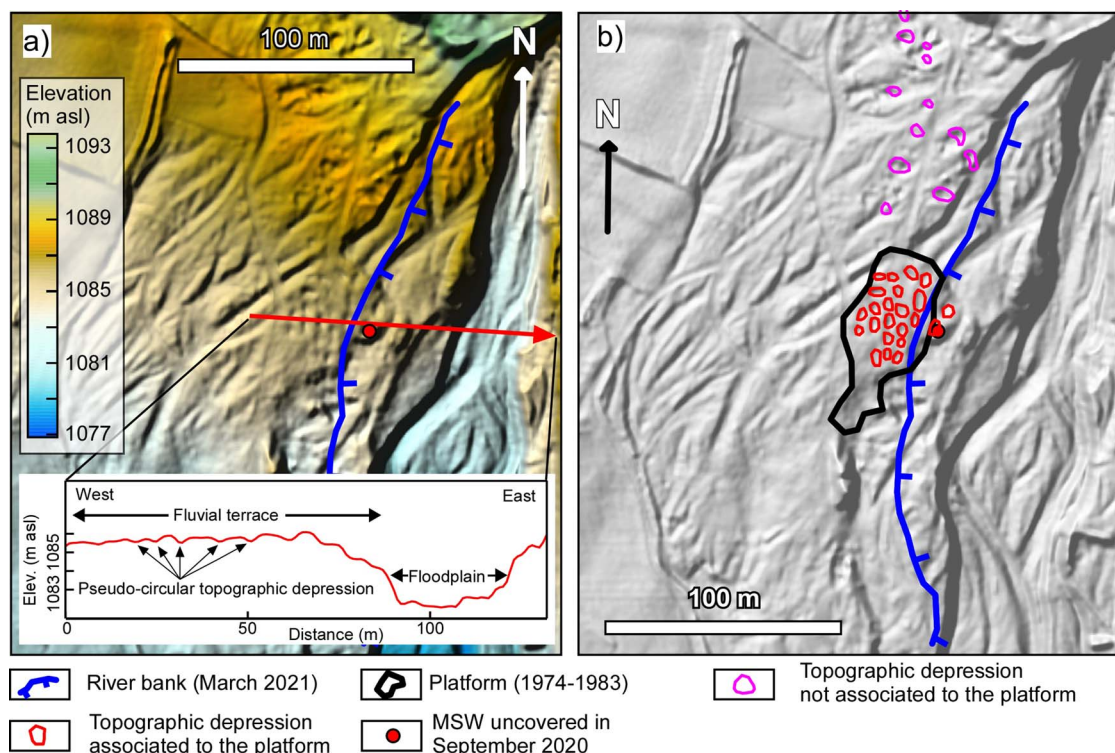 a)
100 m
N
Elevation
(m asl)
1093
1089
1085
1081
1077
West
East
Fluvial terrace
Elev. (m asl)
1083 1085
Pseudo-circular topographic depression
Floodplain
0
50
100
Distance (m)
b)
N
100 m
River bank (March 2021)
Platform (1974-1983)
Topographic depression
not associated to the platform
Topographic depression
associated to the platform
MSW uncovered in
September 2020